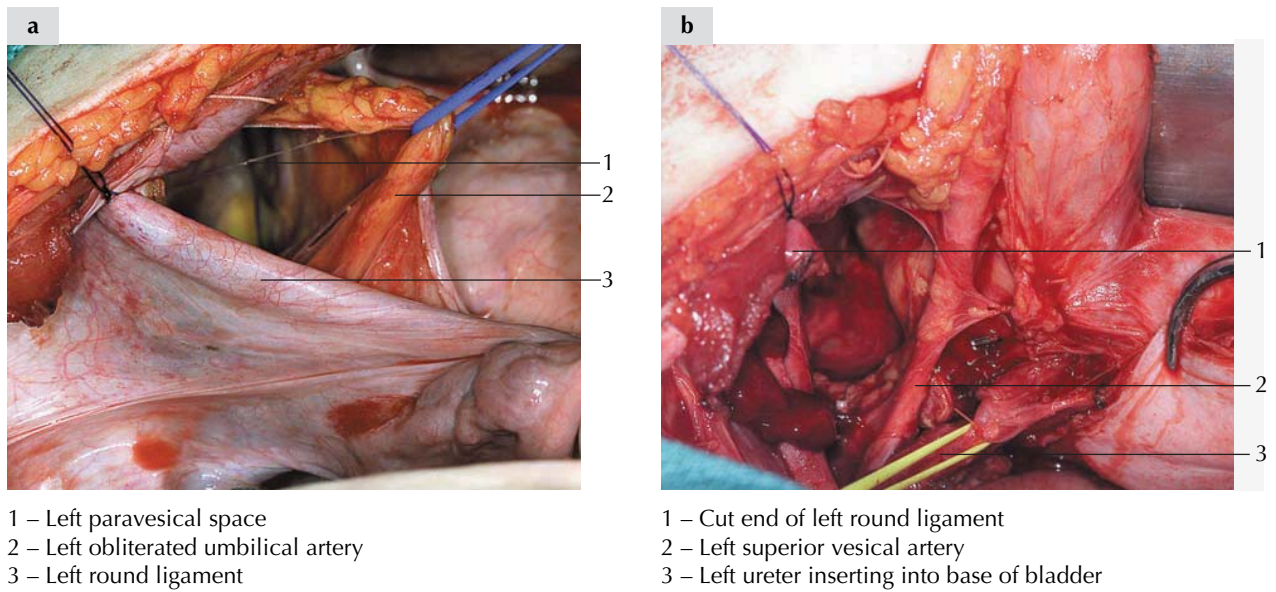 a
1
2
3
1 – Left paravesical space
2 – Left obliterated umbilical artery
3 – Left round ligament
b
1
2
3
1 – Cut end of left round ligament
2 – Left superior vesical artery
3 – Left ureter inserting into base of bladder